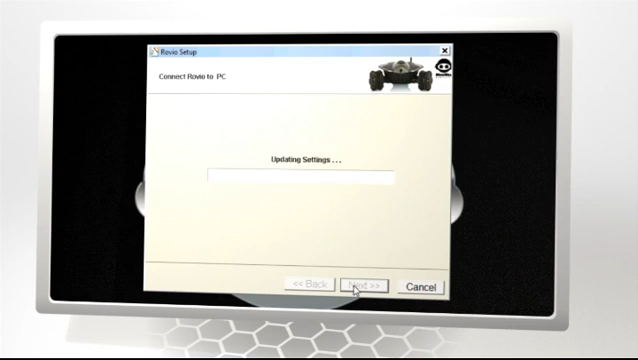 Rovio Setup
Connect Rovio to PC
Updating Settings . . .
<< Back
Next >>
Cancel